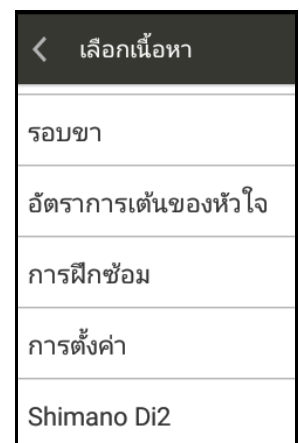 เลือกเนื้อหา
รอบขา
อัตราการเต้นของหัวใจ
การฝึกซ้อม
การตั้งค่า
Shimano Di2